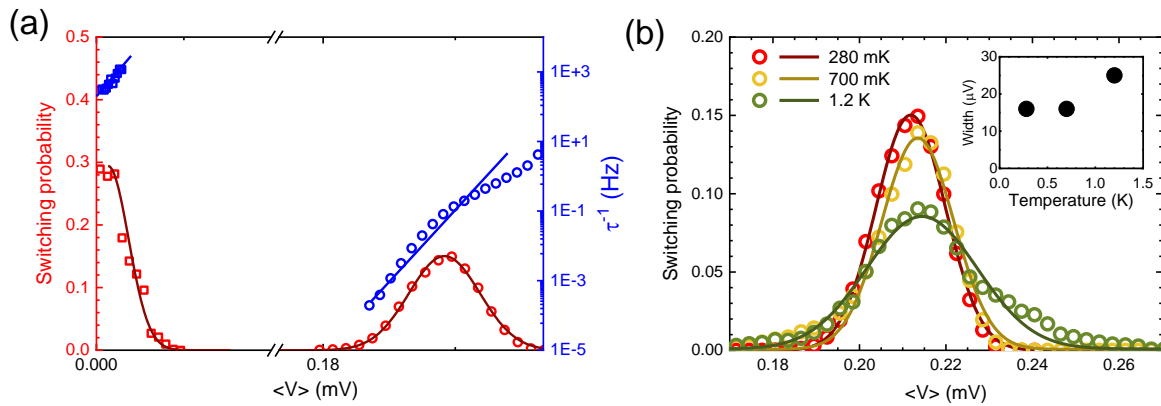 (a)
0.5
0.4
0.3
0.2
0.1
0.0
Switching probability
0.000
0.18
<V> (mV)
1E+3
1E+1
1E-1
1E-3
1E-5
τ⁻¹ (Hz)
(b)
0.20
0.15
0.10
0.05
0.00
Switching probability
280 mK
700 mK
1.2 K
30
20
10
0
Width (µV)
0.0 0.5 1.0 1.5
Temperature (K)
0.18 0.20 0.22 0.24 0.26
<V> (mV)